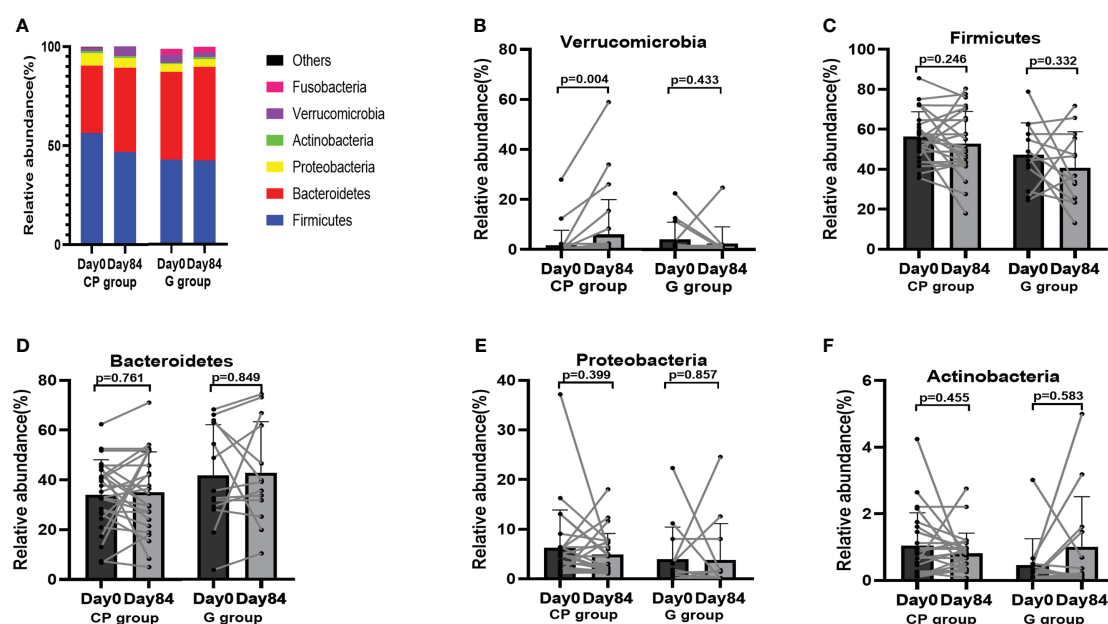 A
Relative abundance(%)
100
50
0
Day0 Day84 Day0 Day84
CP group G group
Others
Fusobacteria
Verrucomicrobia
Actinobacteria
Proteobacteria
Bacteroidetes
Firmicutes
B
Verrucomicrobia
Relative abundance(%)
80
60
40
20
0
p=0.004 p=0.433
Day0 Day84 Day0 Day84
CP group G group
C
Firmicutes
Relative abundance(%)
100
80
60
40
20
0
p=0.246 p=0.332
Day0 Day84 Day0 Day84
CP group G group
D
Bacteroidetes
Relative abundance(%)
80
60
40
20
0
p=0.761 p=0.849
Day0 Day84 Day0 Day84
CP group G group
E
Proteobacteria
Relative abundance(%)
40
30
20
10
0
p=0.399 p=0.857
Day0 Day84 Day0 Day84
CP group G group
F
Actinobacteria
Relative abundance(%)
6
4
2
0
p=0.455 p=0.583
Day0 Day84 Day0 Day84
CP group G group